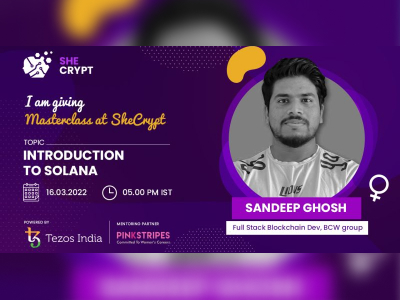 SHE
CRYPT
I am giving
Masterclass at SheCrypt
TOPIC
INTRODUCTION
TO SOLANA
16.03.2022
05.00 PM IST
POWERED BY
Tezos India
MENTORING PARTNER
PINKSTRIPES
Committed To Women's Careers
LIONS
SANDEEP GHOSH
Full Stack Blockchain Dev, BCW group